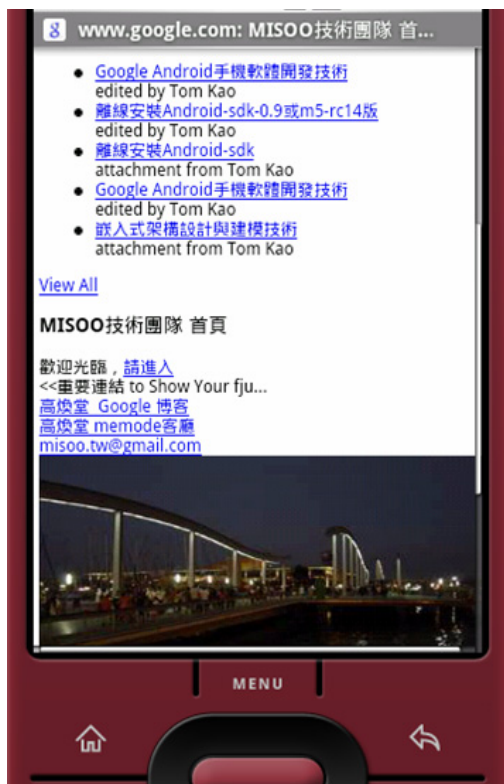 8 www.google.com: MISOO技術團隊 首...
Google Android手機軟體開發技術
edited by Tom Kao
離線安裝Android-sdk-0.9或m5-rc14版
edited by Tom Kao
離線安裝Android-sdk
attachment from Tom Kao
Google Android手機軟體開發技術
edited by Tom Kao
嵌入式架構設計與建模技術
attachment from Tom Kao
View All
MISOO技術團隊 首頁
歡迎光臨，請進入
<<重要連結 to Show Your fju...
高煥堂 Google 博客
高煥堂 memode客廳
misoo.tw@gmail.com
MENU